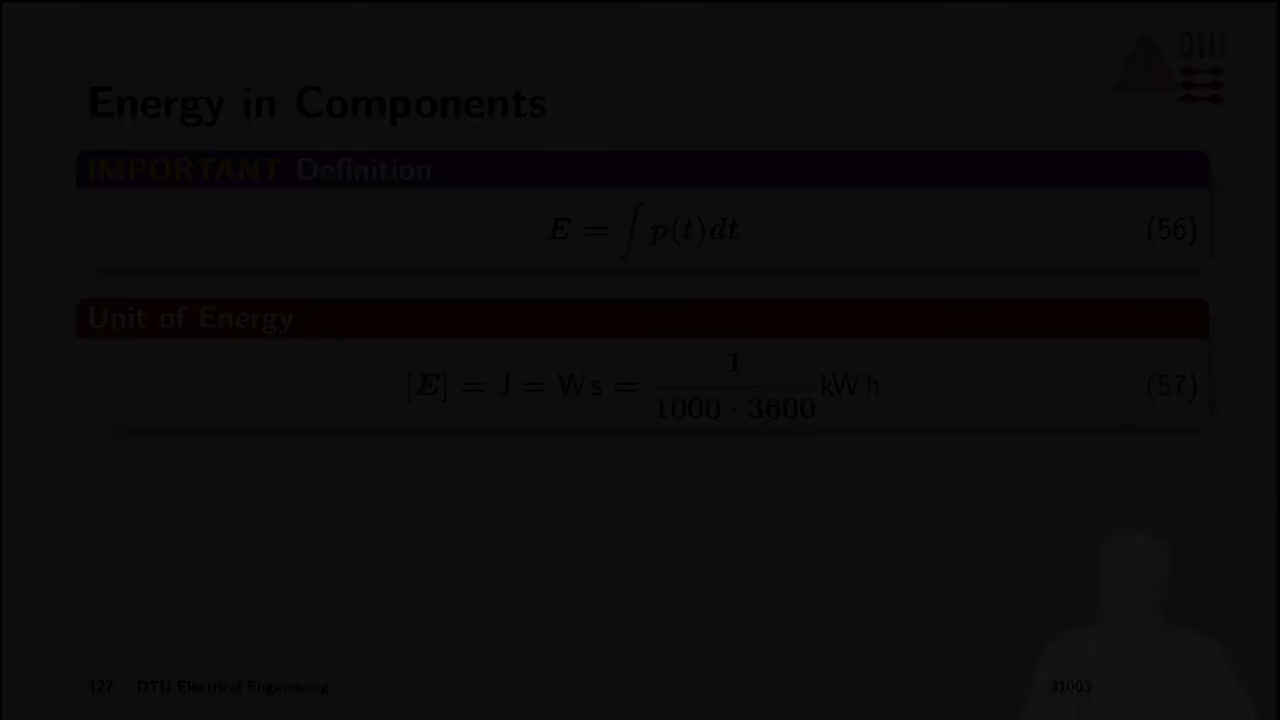 DTU
Energy in Components
IMPORTANT Definition
E = ∫ p(t)dt (56)
Unit of Energy
[E] = J = W s = 1 / (1000 · 3600) kW h (57)
127 DTU Electrical Engineering 31003